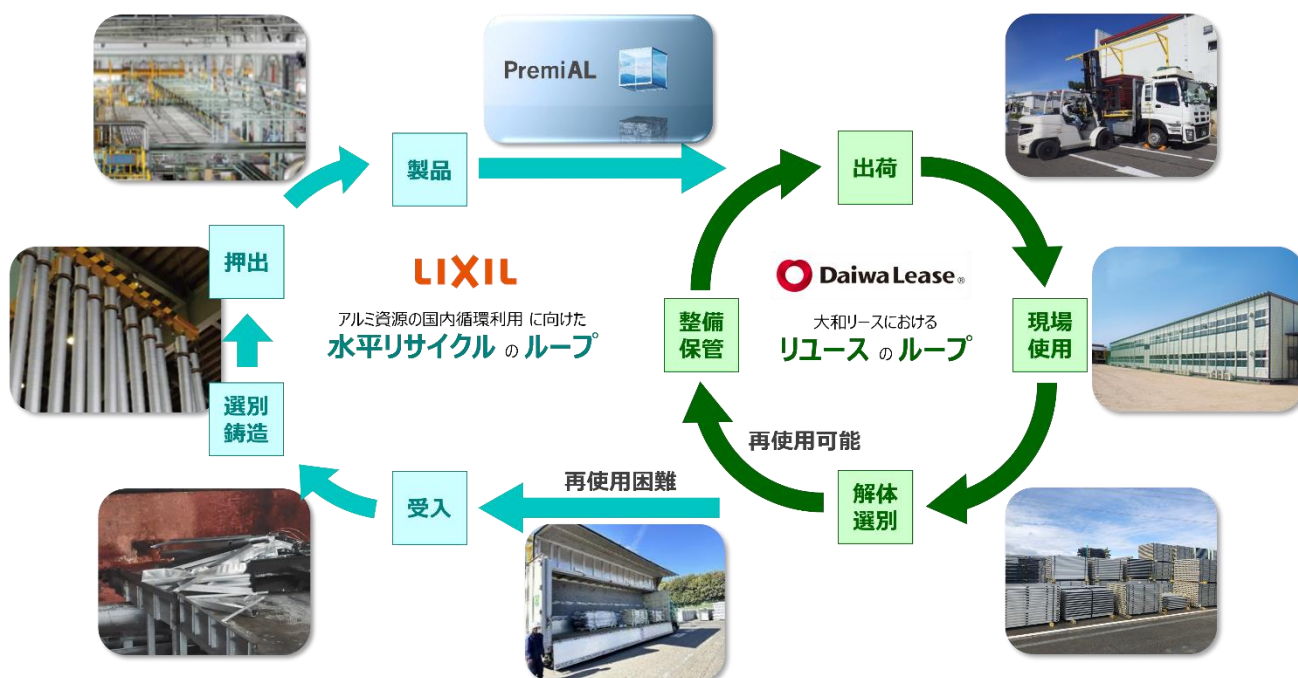 PremiAL
製品
出荷
押出
LIXIL
アルミ資源の国内循環利用 に向けた
水平リサイクル の ループ
整備
保管
Daiwa Lease®
大和リースにおける
リユース の ループ
現場
使用
選別
鋳造
再使用可能
再使用困難
受入
解体
選別